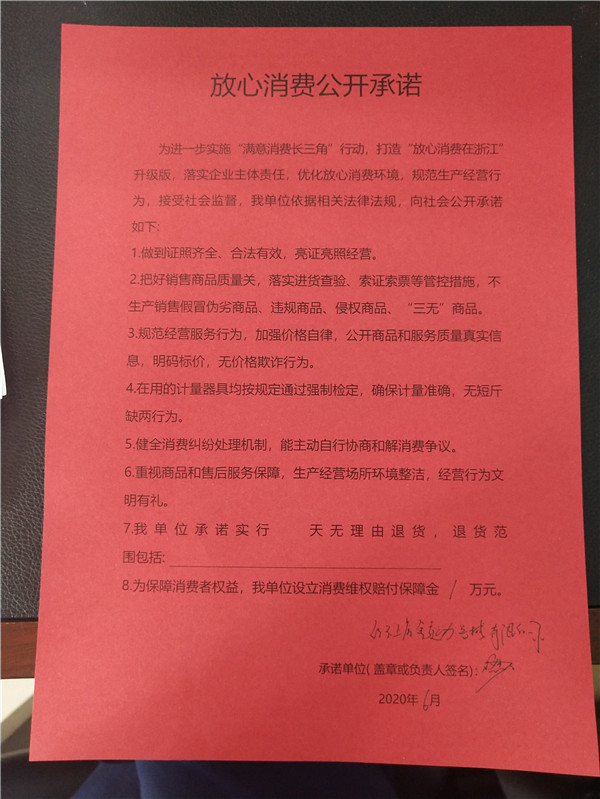 放心消费公开承诺
为进一步实施“满意消费长三角”行动，打造“放心消费在浙江”
升级版，落实企业主体责任，优化放心消费环境，规范生产经营行
为，接受社会监督，我单位依据相关法律法规，向社会公开承诺
如下:
1.做到证照齐全、合法有效，亮证亮照经营。
2.把好销售商品质量关，落实进货查验、索证索票等管控措施，不
生产销售假冒伪劣商品、违规商品、侵权商品、“三无”商品。
3.规范经营服务行为，加强价格自律，公开商品和服务质量真实信
息，明码标价，无价格欺诈行为。
4.在用的计量器具均按规定通过强制检定，确保计量准确，无短斤
缺两行为。
5.健全消费纠纷处理机制，能主动自行协商和解消费争议。
6.重视商品和售后服务保障，生产经营场所环境整洁，经营行为文
明有礼。
7.我单位承诺实行 天无理由退货，退货范
围包括:
8.为保障消费者权益，我单位设立消费维权赔付保障金 1 万元。
有限公司
承诺单位(盖章或负责人签名):
2020年6月